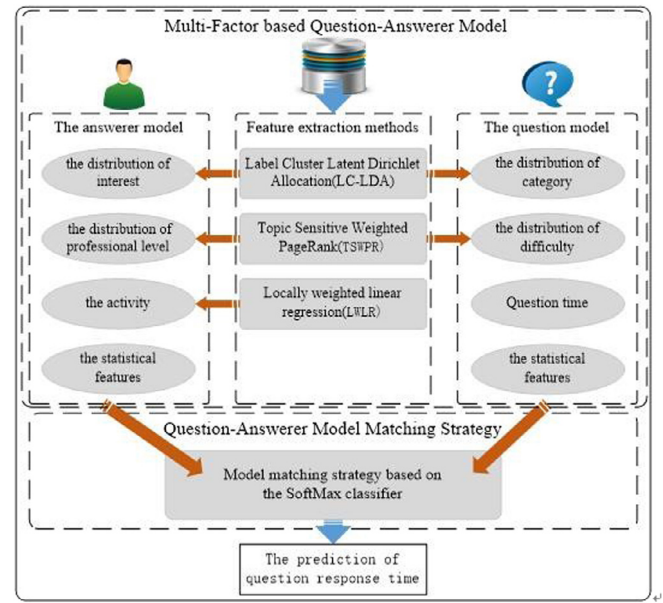 Multi-Factor based Question-Answerer Model
?
The answerer model
the distribution of
interest
the distribution of
professional level
the activity
the statistical
features
Feature extraction methods
Label Cluster Latent Dirichlet
Allocation(LC-LDA)
Topic Sensitive Weighted
PageRank(TSWPR)
Locally weighted linear
regression(LWLR)
The question model
the distribution of
category
the distribution of
difficulty
Question time
the statistical
features
Question-Answerer Model Matching Strategy
Model matching strategy based on
the SoftMax classifier
The prediction of
question response time